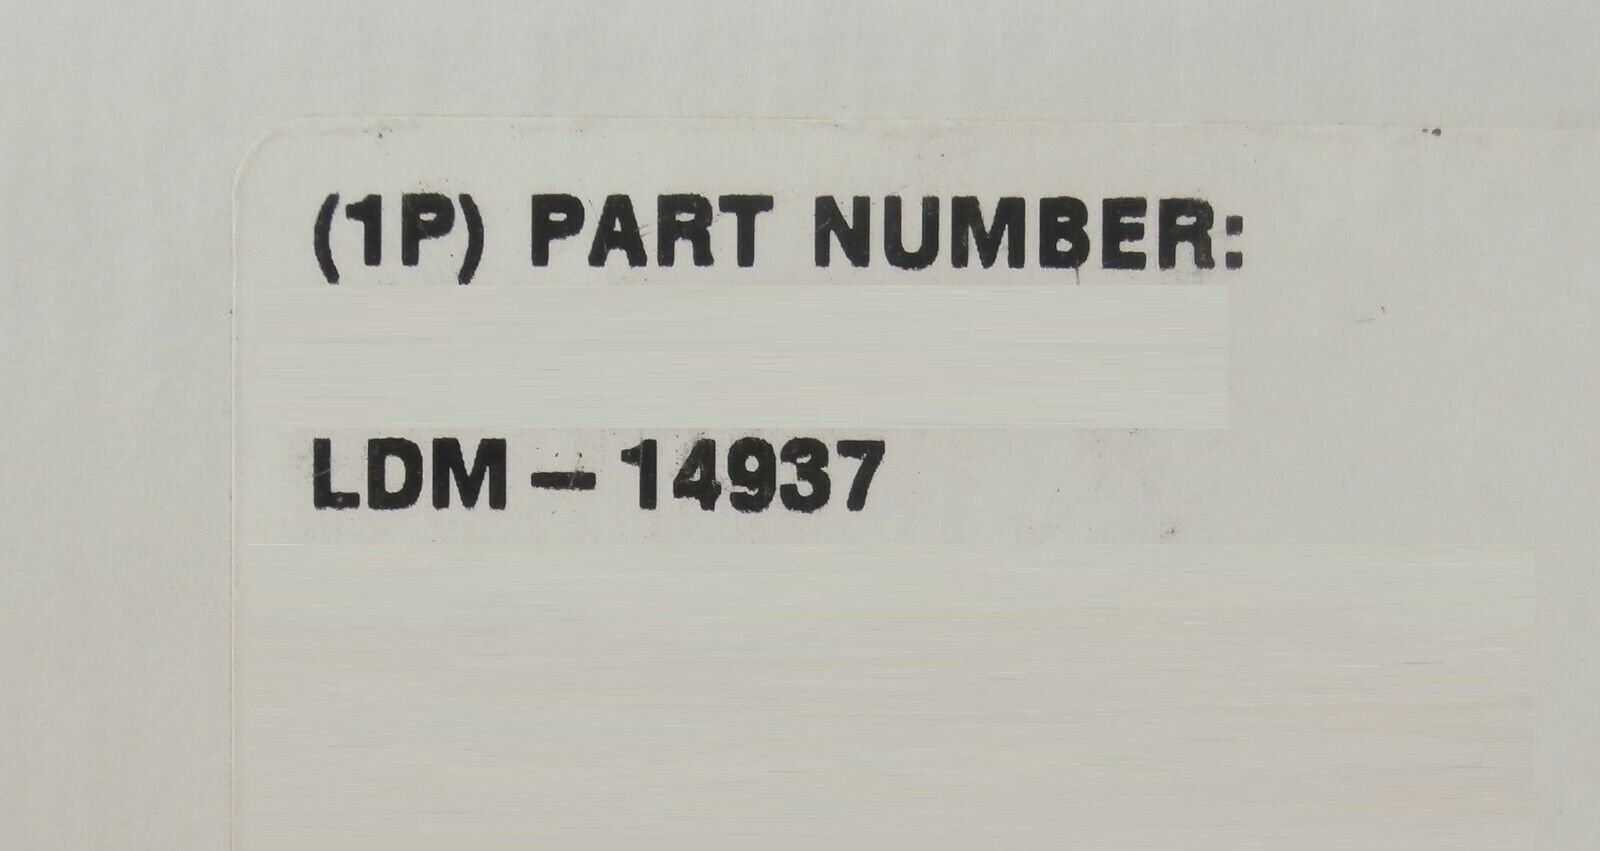 (1P) PART NUMBER:
LDM-14937